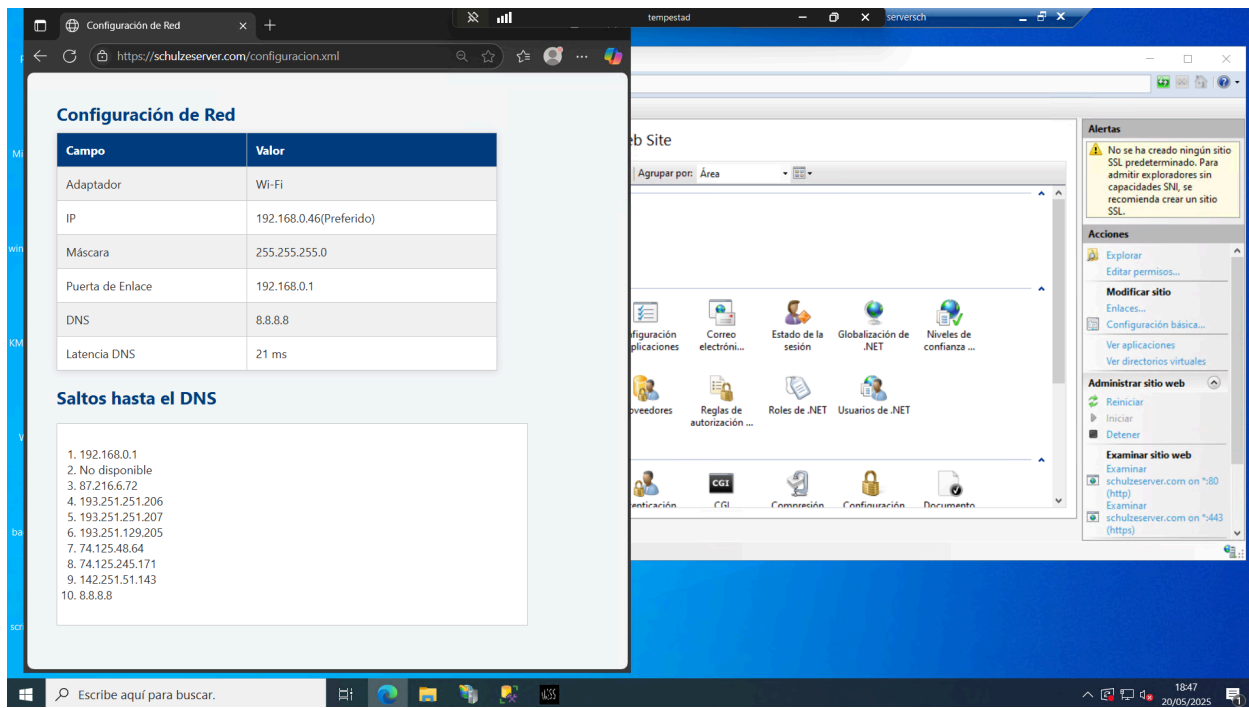 Configuración de Red
tempestad
serversch
https://schulzeserver.com/configuracion.xml
Configuración de Red
Campo Valor
Adaptador Wi-Fi
IP 192.168.0.46(Preferido)
Máscara 255.255.255.0
Puerta de Enlace 192.168.0.1
DNS 8.8.8.8
Latencia DNS 21 ms
Saltos hasta el DNS
1. 192.168.0.1
2. No disponible
3. 87.216.6.72
4. 193.251.251.206
5. 193.251.251.207
6. 193.251.129.205
7. 74.125.48.64
8. 74.125.245.171
9. 142.251.51.143
10. 8.8.8.8
Mi
win
KM
ba
scri
eb Site
Agrupar por: Área
figuración
plicaciones
Correo
electróni...
Estado de la
sesión
Globalización de
.NET
Niveles de
confianza ...
oveedores
Reglas de
autorización ...
Roles de .NET
Usuarios de .NET
enticación
CGI
CGI
Compresión
Configuración
Documento
Alertas
No se ha creado ningún sitio
SSL predeterminado. Para
admitir exploradores sin
capacidades SNI, se
recomienda crear un sitio
SSL.
Acciones
Explorar
Editar permisos...
Modificar sitio
Enlaces...
Configuración básica...
Ver aplicaciones
Ver directorios virtuales
Administrar sitio web
Reiniciar
Iniciar
Detener
Examinar sitio web
Examinar
schulzeserver.com on *:80
(http)
Examinar
schulzeserver.com on *:443
(https)
Escribe aquí para buscar.
18:47
20/05/2025
1